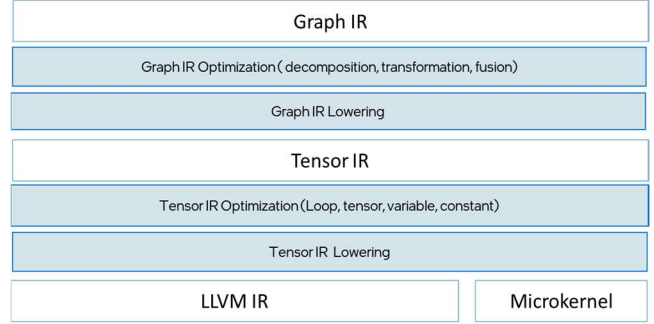 Graph IR
Graph IR Optimization ( decomposition, transformation, fusion)
Graph IR Lowering
Tensor IR
Tensor IR Optimization (Loop, tensor, variable, constant)
Tensor IR Lowering
LLVM IR
Microkernel